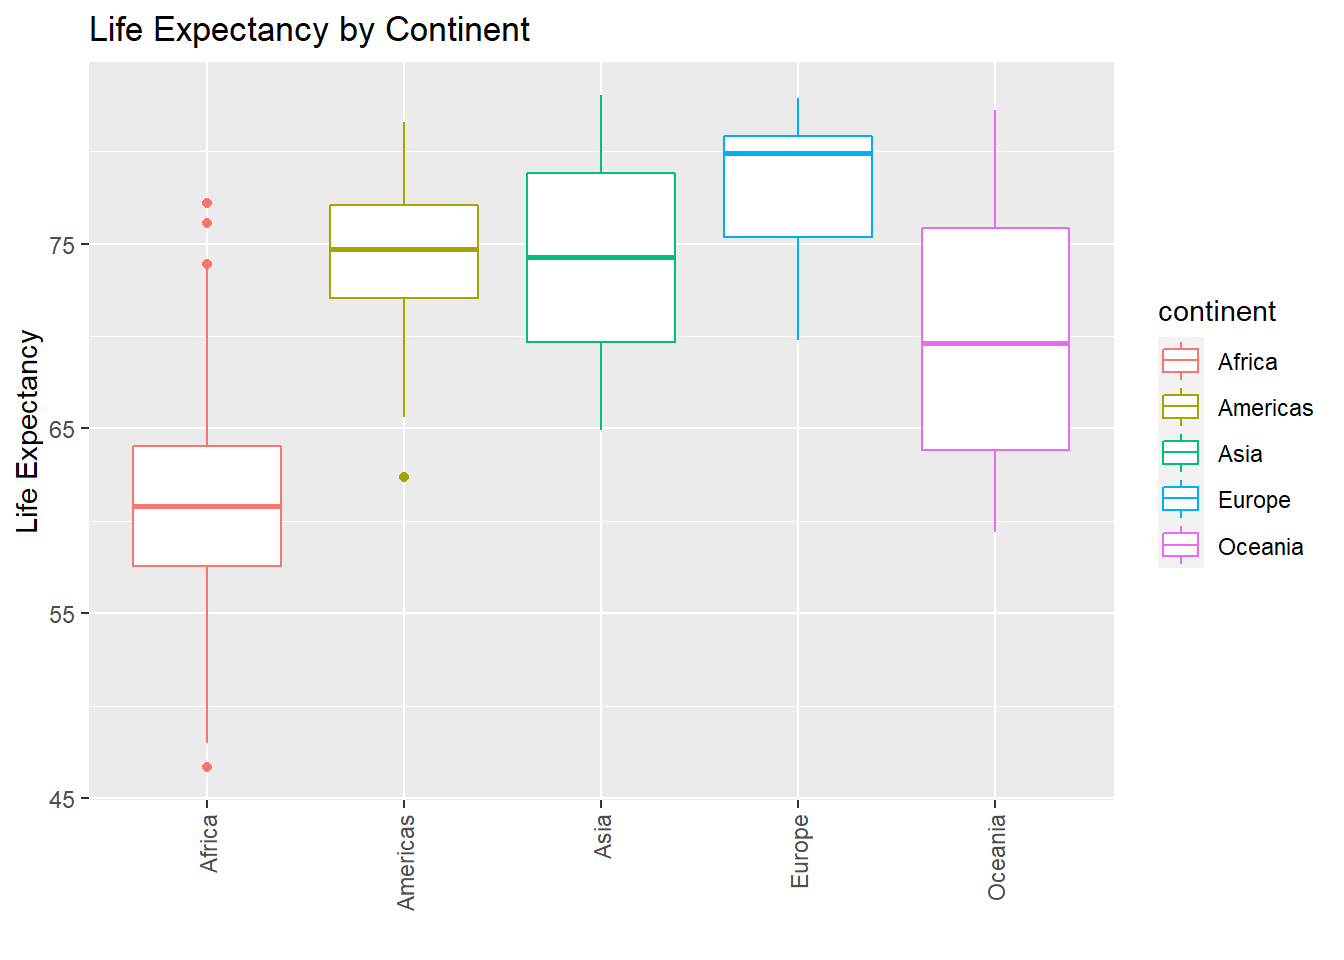 Life Expectancy by Continent
Life Expectancy
75
65
55
45
Africa
Americas
Asia
Europe
Oceania
continent
Africa
Americas
Asia
Europe
Oceania